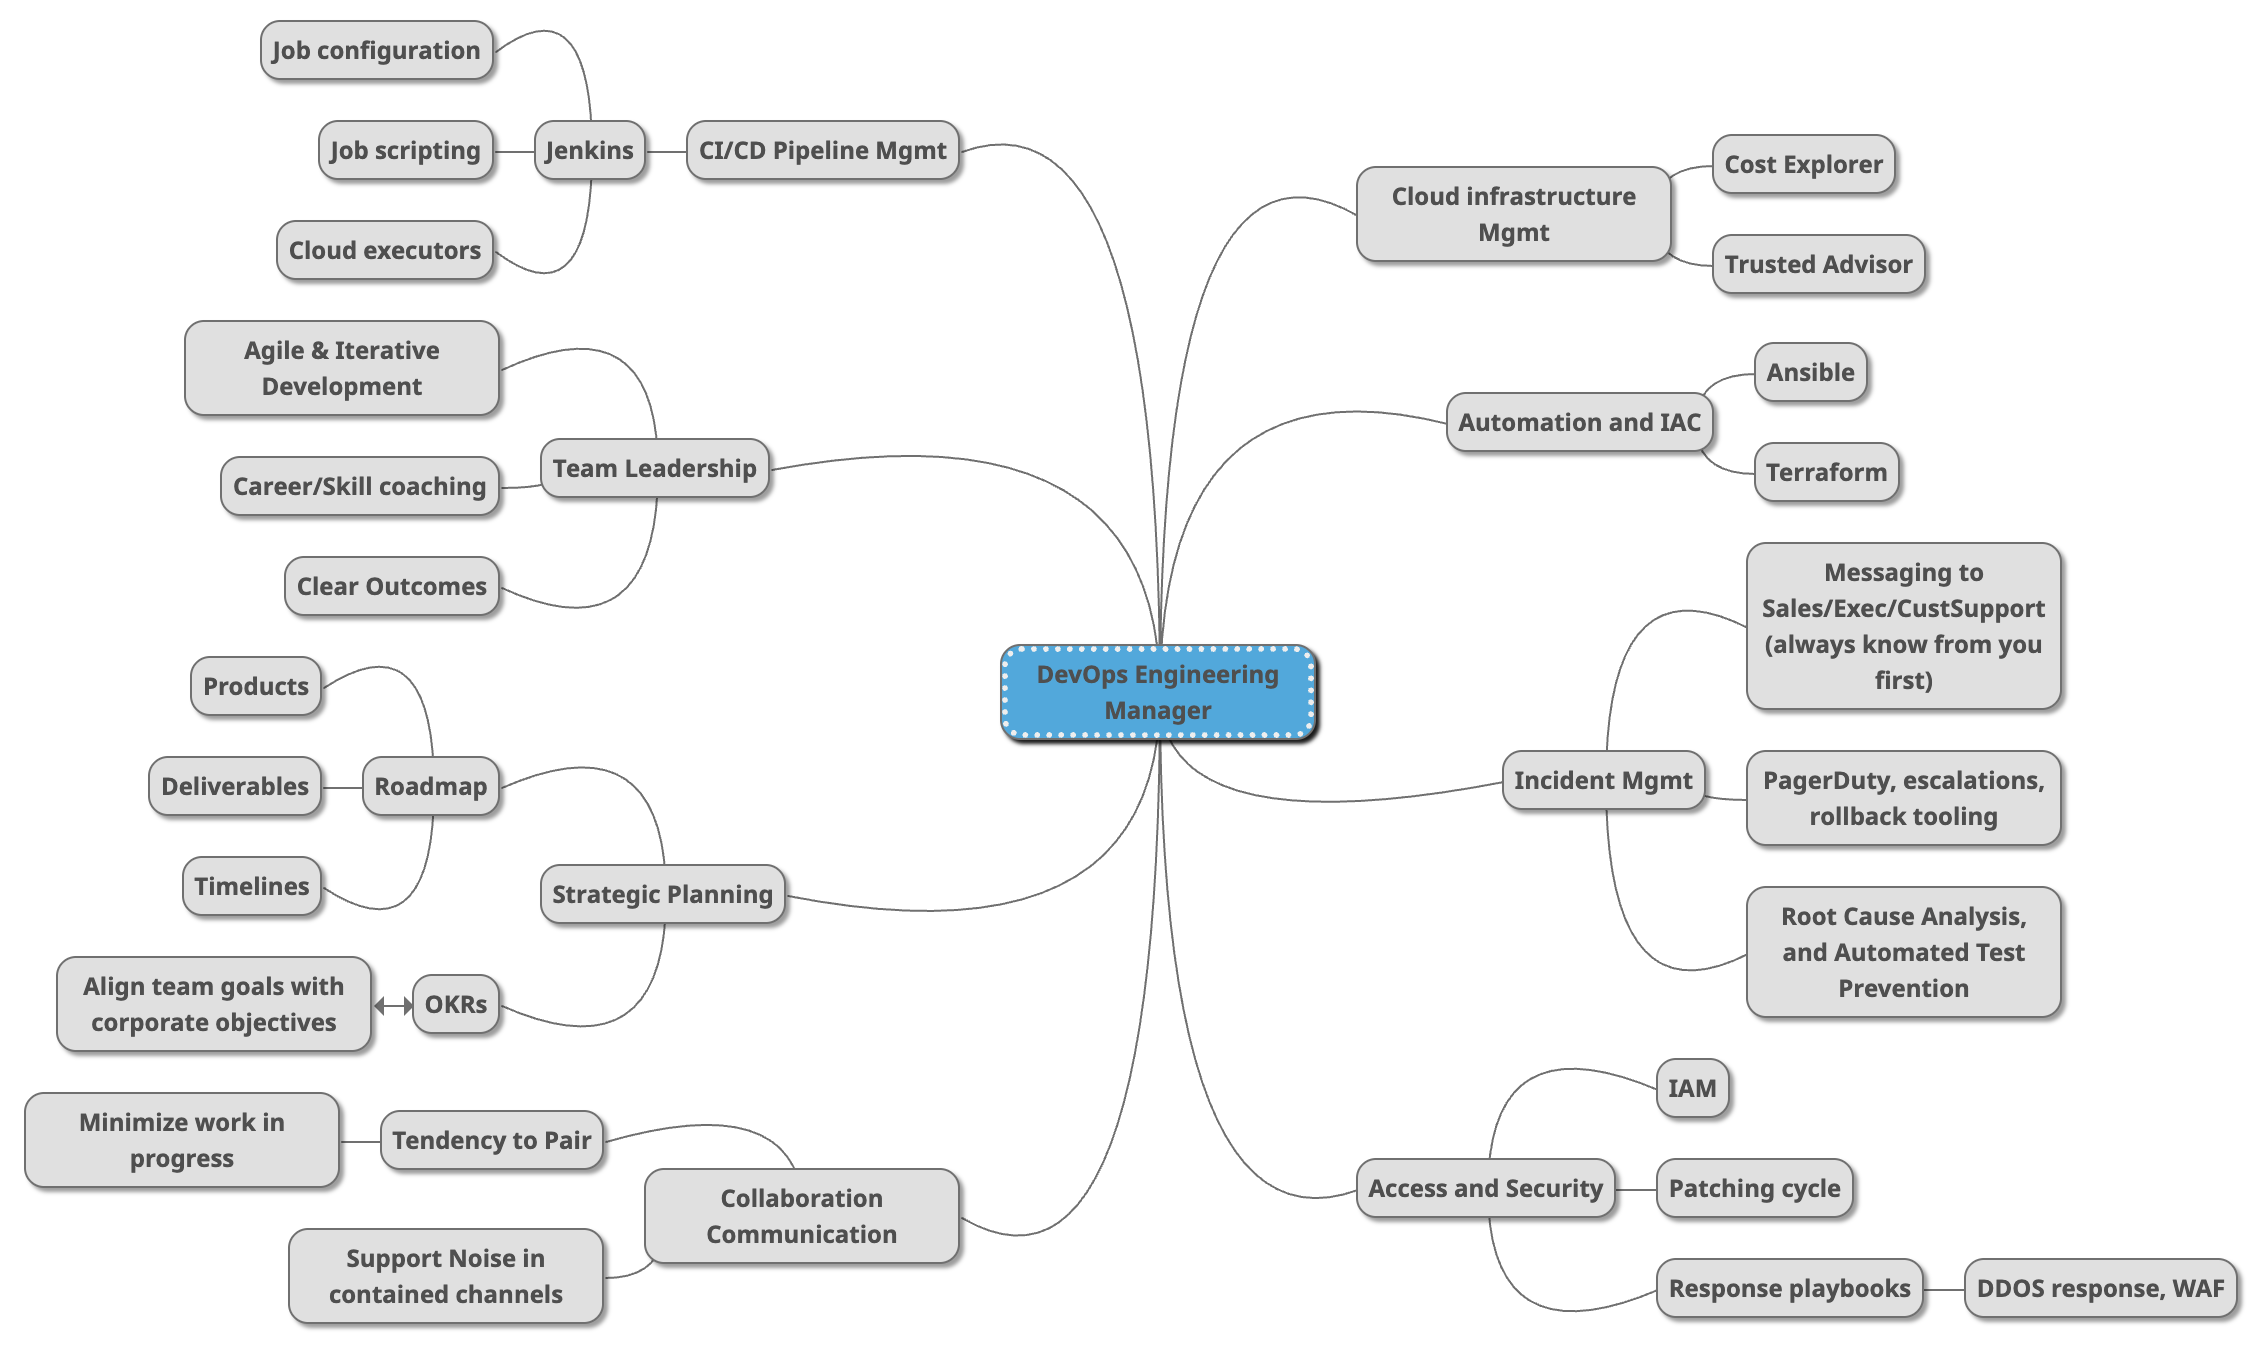 Job configuration
Job scripting
Jenkins
CI/CD Pipeline Mgmt
Cloud executors
Agile & Iterative
Development
Team Leadership
Career/Skill coaching
Clear Outcomes
Products
Deliverables
Roadmap
Timelines
Strategic Planning
Align team goals with
corporate objectives
OKRs
Minimize work in
progress
Tendency to Pair
Collaboration
Communication
Support Noise in
contained channels
DevOps Engineering
Manager
Cloud infrastructure
Mgmt
Cost Explorer
Trusted Advisor
Automation and IAC
Ansible
Terraform
Messaging to
Sales/Exec/CustSupport
(always know from you
first)
Incident Mgmt
PagerDuty, escalations,
rollback tooling
Root Cause Analysis,
and Automated Test
Prevention
IAM
Access and Security
Patching cycle
Response playbooks
DDOS response, WAF